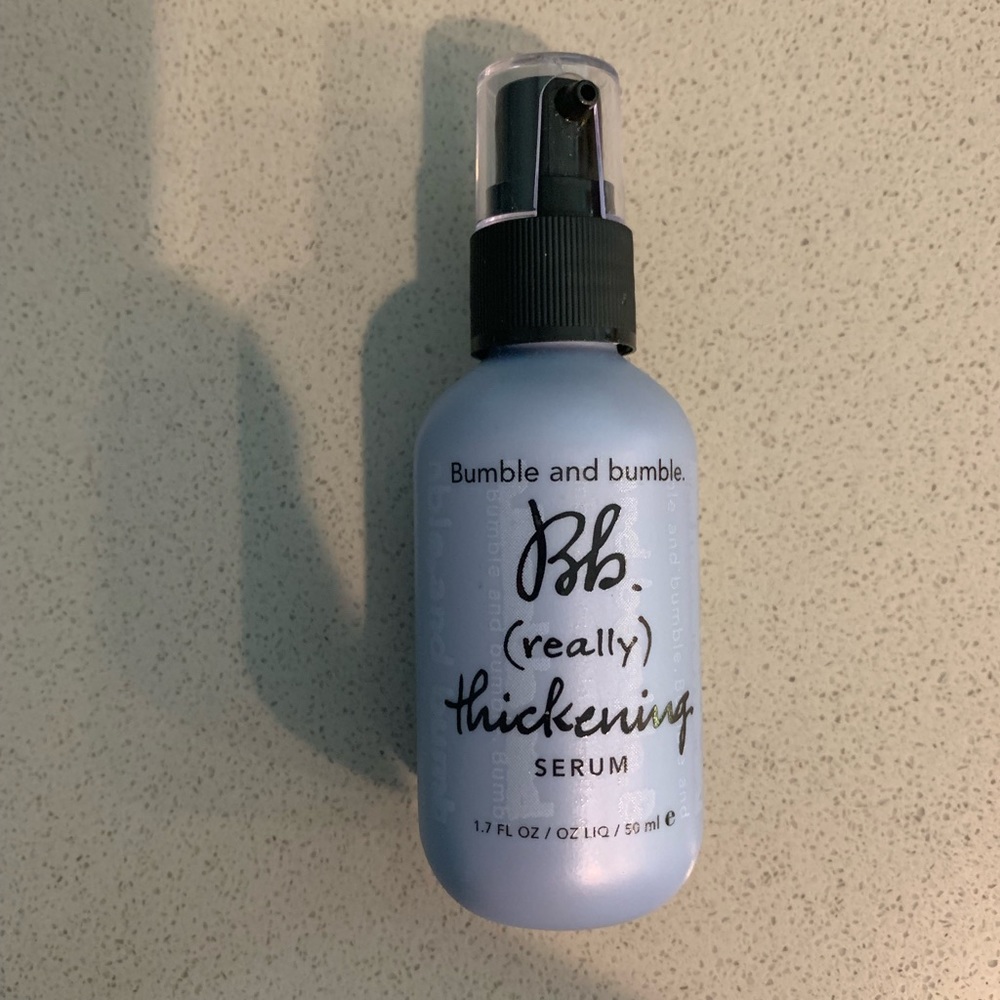 Bumble and bumble.
Bb.
(really)
thickening
SERUM
1.7 FL OZ / OZ LIQ / 50 ml e